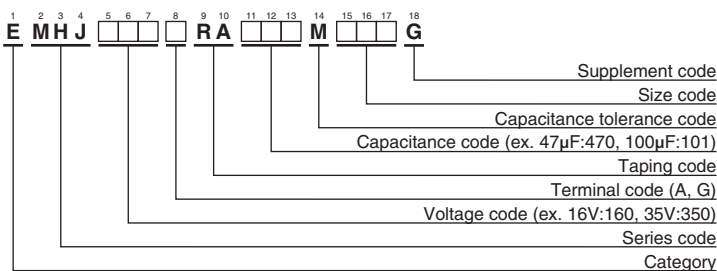 1 2 3 4 5 6 7 8 9 10 11 12 13 14 15 16 17 18
E M H J R A M G
Supplement code
Size code
Capacitance tolerance code
Capacitance code (ex. 47µF:470, 100µF:101)
Taping code
Terminal code (A, G)
Voltage code (ex. 16V:160, 35V:350)
Series code
Category